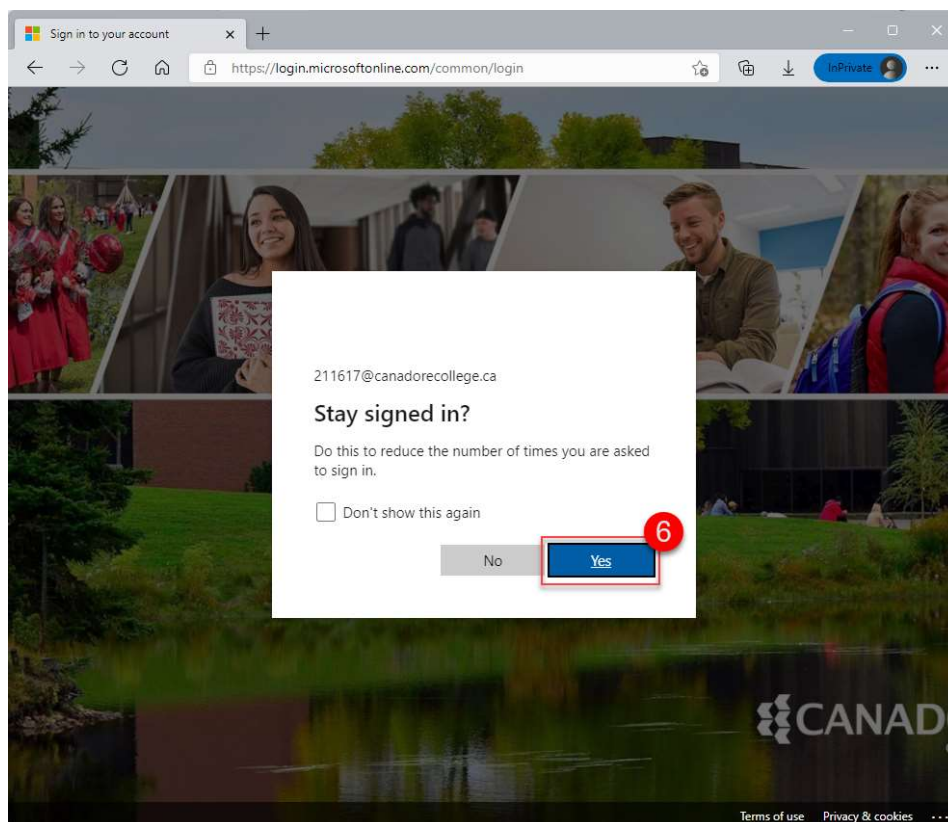 Sign in to your account
https://login.microsoftonline.com/common/login
InPrivate
211617@canadorecollege.ca
Stay signed in?
Do this to reduce the number of times you are asked
to sign in.
Don't show this again
6
No
Yes
CANAD
Terms of use Privacy & cookies ...